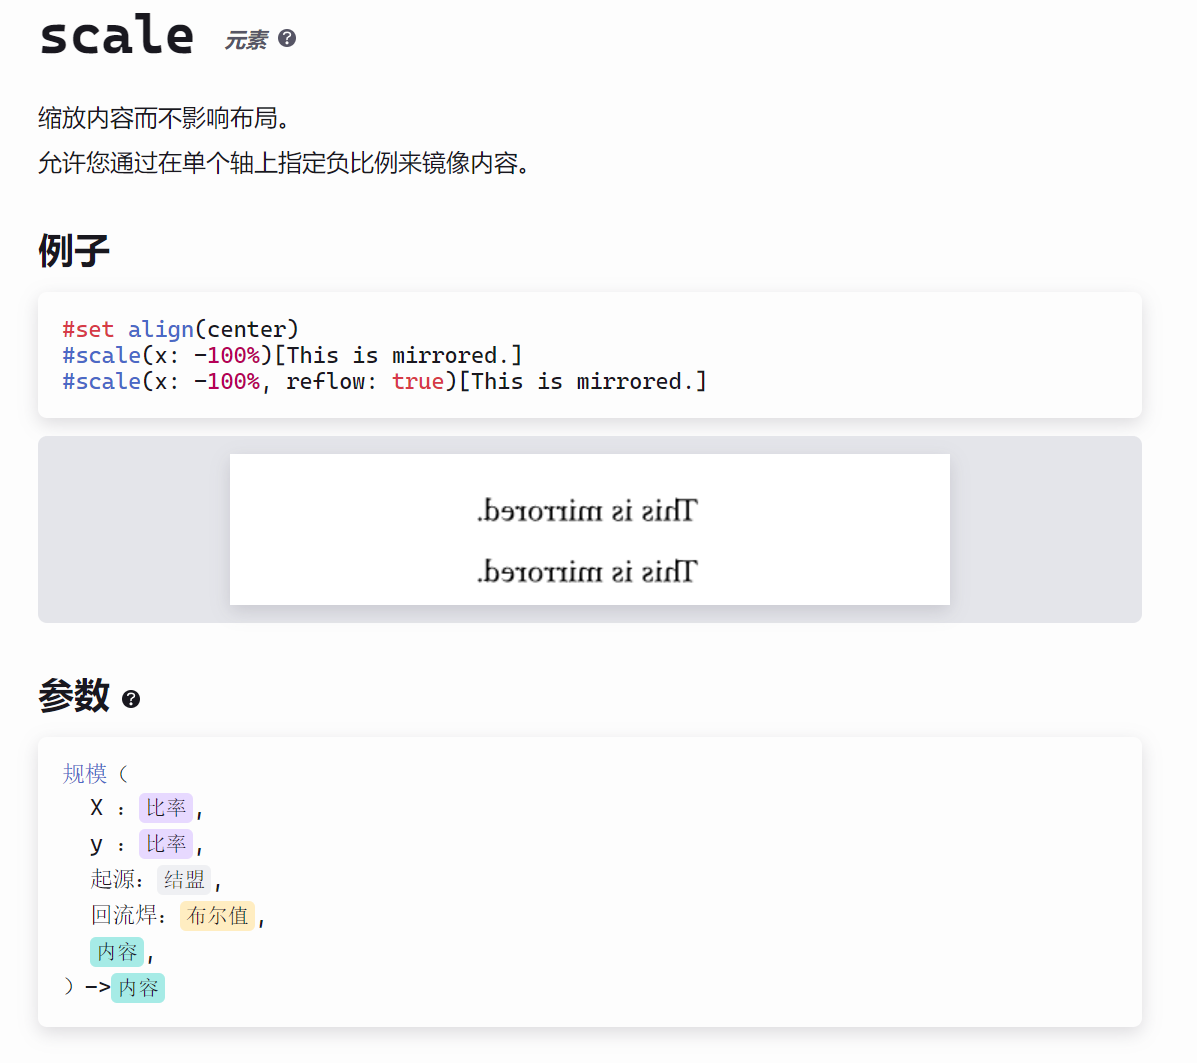 scale 元素 ?
缩放内容而不影响布局。
允许您通过在单个轴上指定负比例来镜像内容。
例子
#set align(center)
#scale(x: -100%)[This is mirrored.]
#scale(x: -100%, reflow: true)[This is mirrored.]
This is mirrored.
This is mirrored.
参数 ?
规模（
X ：比率,
y ：比率,
起源：结盟,
回流焊：布尔值,
内容,
）->内容